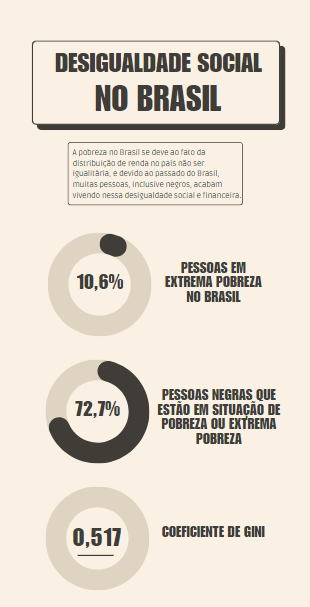 DESIGUALDADE SOCIAL
NO BRASIL
A pobreza no Brasil se deve ao fato da
distribuição de renda no país não ser
igualitária, e devido ao passado do Brasil,
muitas pessoas, inclusive negros, acabam
vivendo nessa desigualdade social e financeira.
10,6%
PESSOAS EM
EXTREMA POBREZA
NO BRASIL
72,7%
PESSOAS NEGRAS QUE
ESTÃO EM SITUAÇÃO DE
POBREZA OU EXTREMA
POBREZA
0,517
COEFICIENTE DE GINI